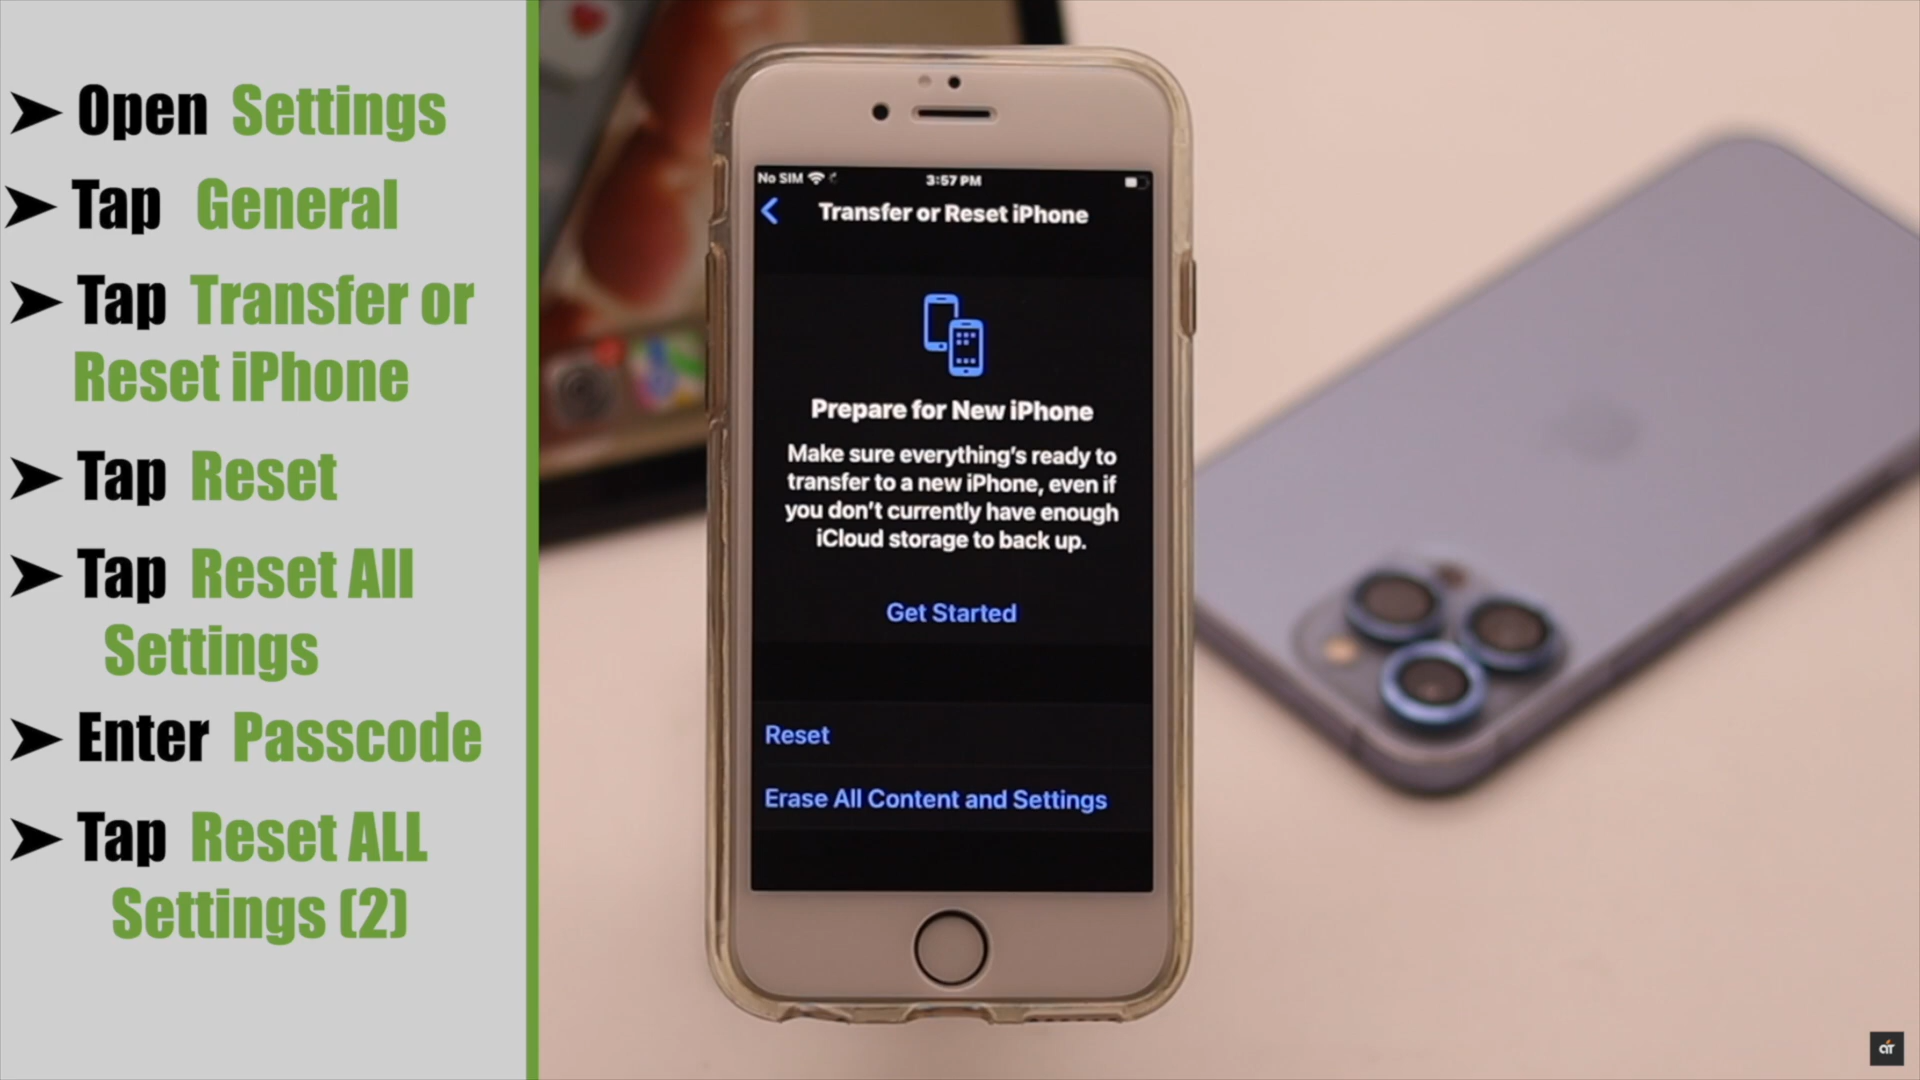 ➤ Open Settings
➤ Tap General
➤ Tap Transfer or
Reset iPhone
➤ Tap Reset
➤ Tap Reset All
Settings
➤ Enter Passcode
➤ Tap Reset ALL
Settings (2)
No SIM 3:57 PM
Transfer or Reset iPhone
Prepare for New iPhone
Make sure everything's ready to
transfer to a new iPhone, even if
you don't currently have enough
iCloud storage to back up.
Get Started
Reset
Erase All Content and Settings
ar